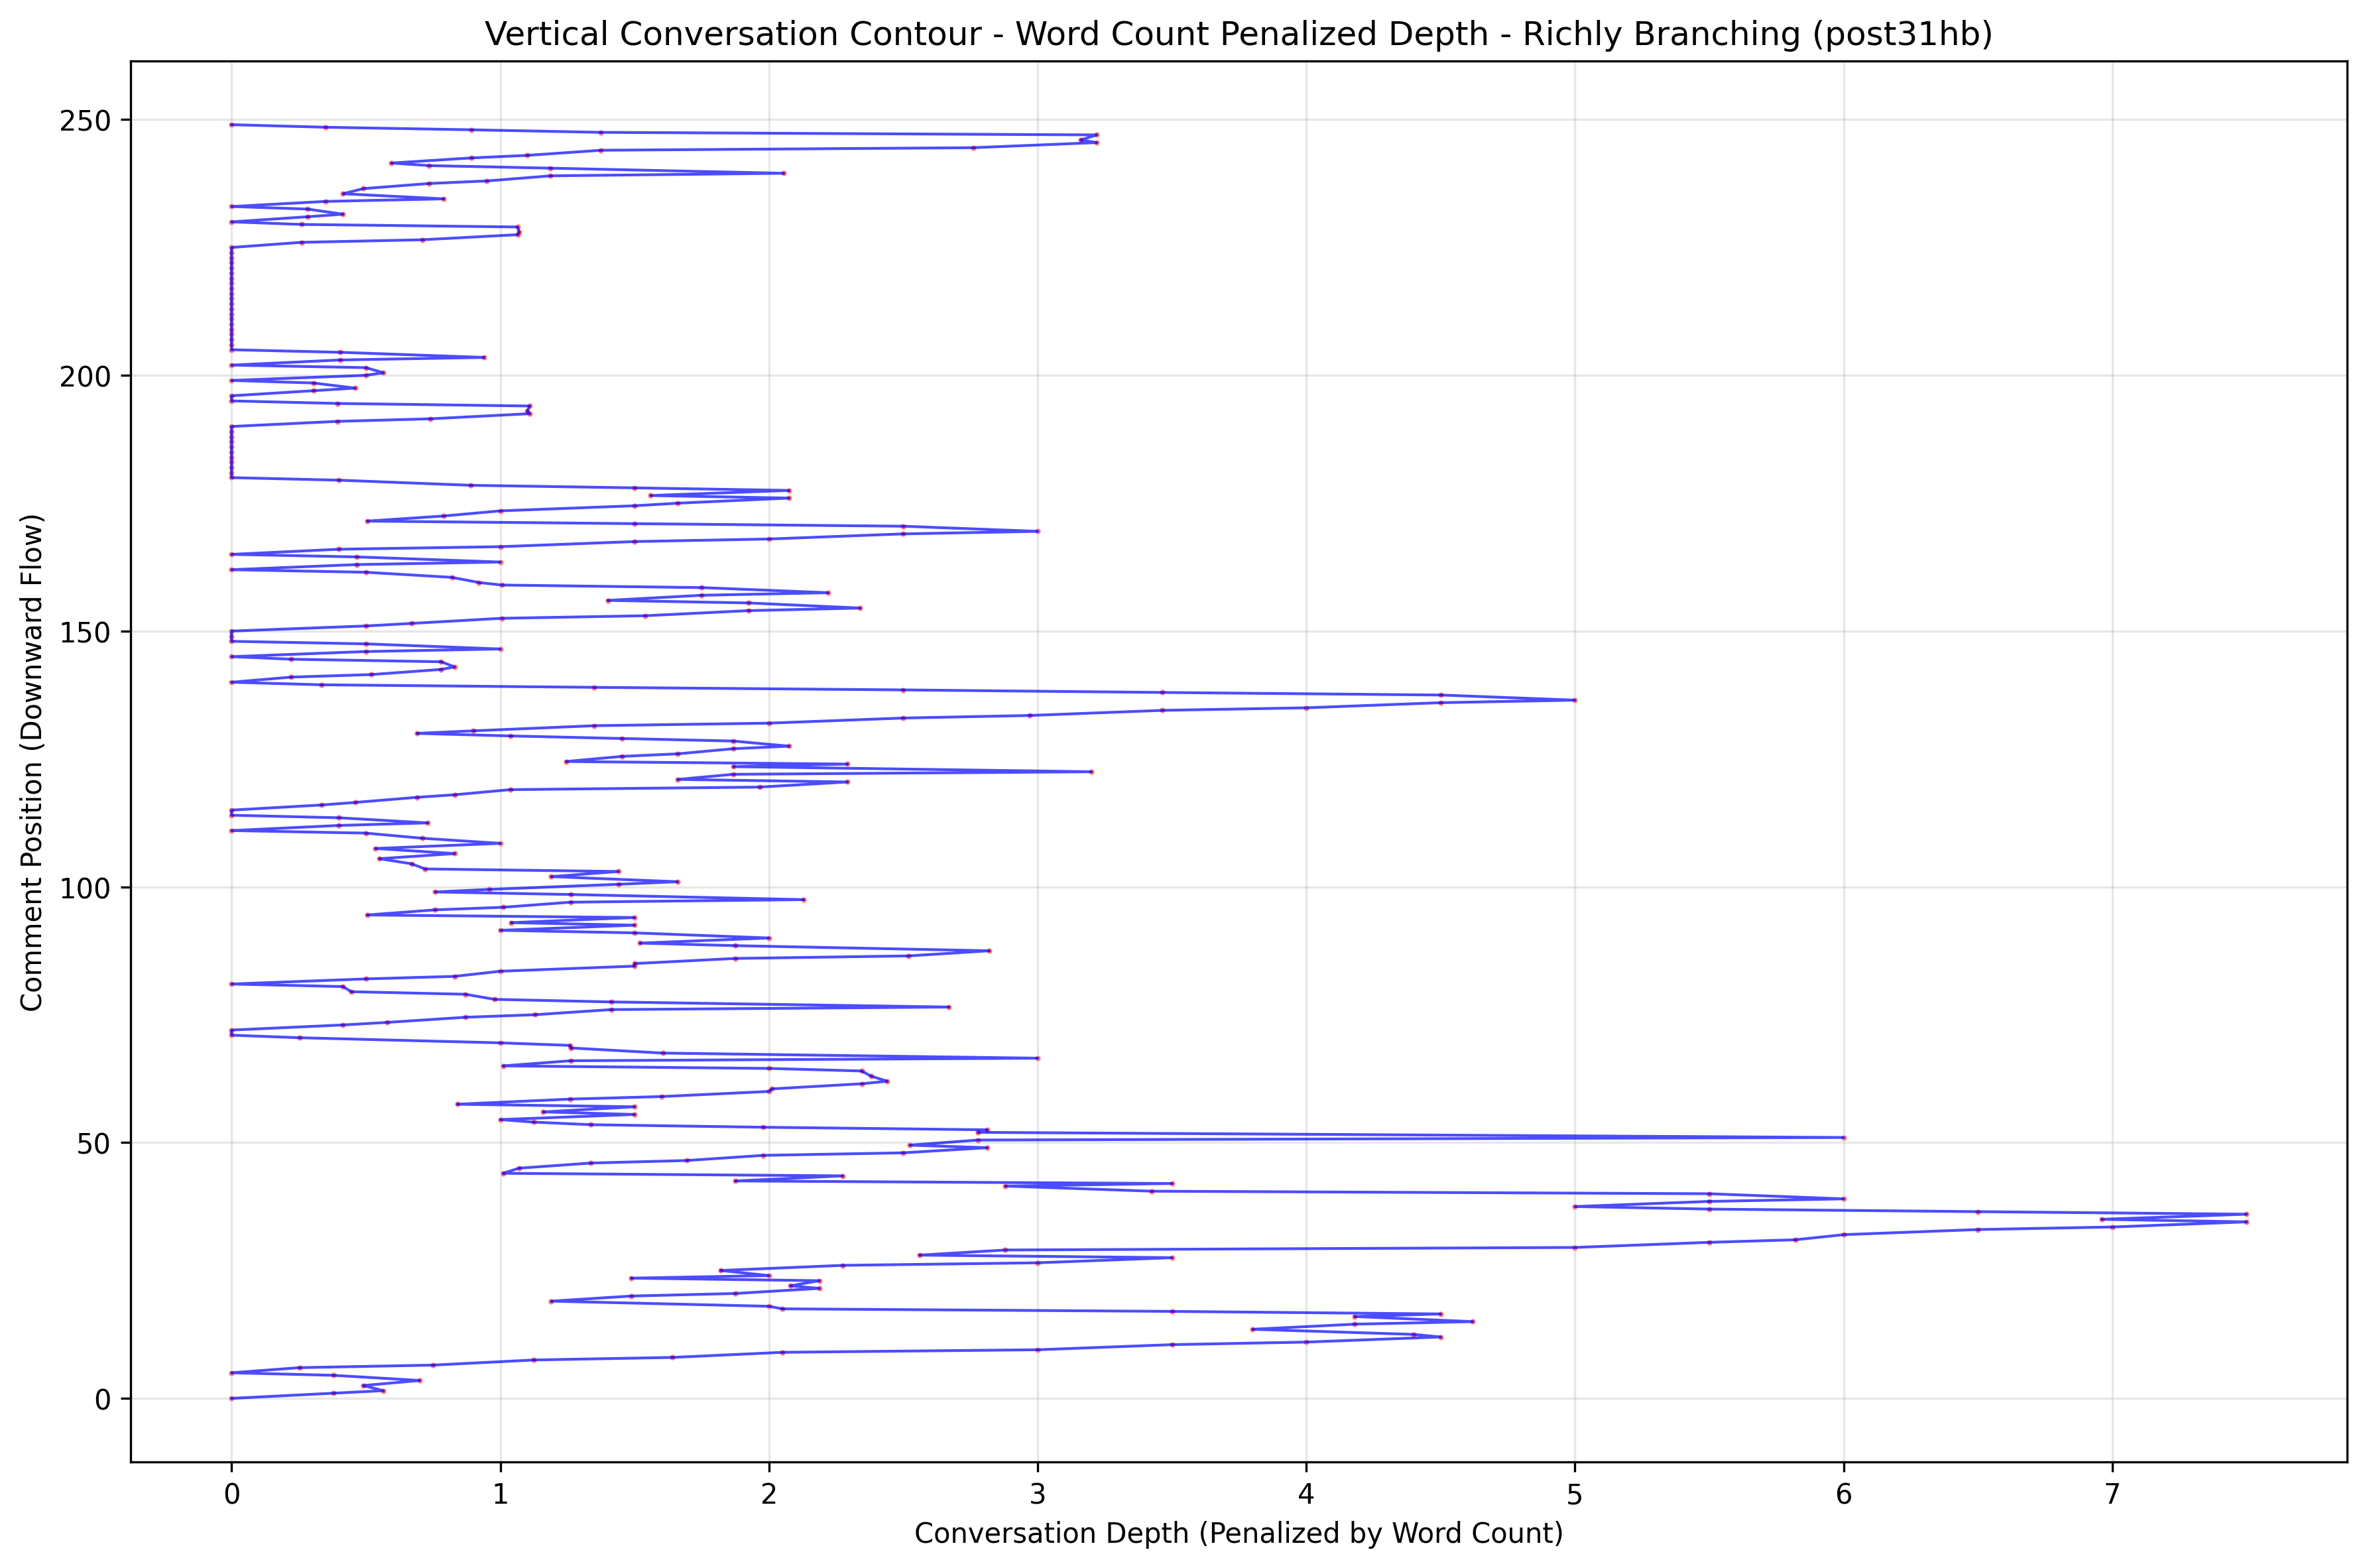 Vertical Conversation Contour - Word Count Penalized Depth - Richly Branching (post31hb)
Comment Position (Downward Flow)
250
200
150
100
50
0
0 1 2 3 4 5 6 7
Conversation Depth (Penalized by Word Count)